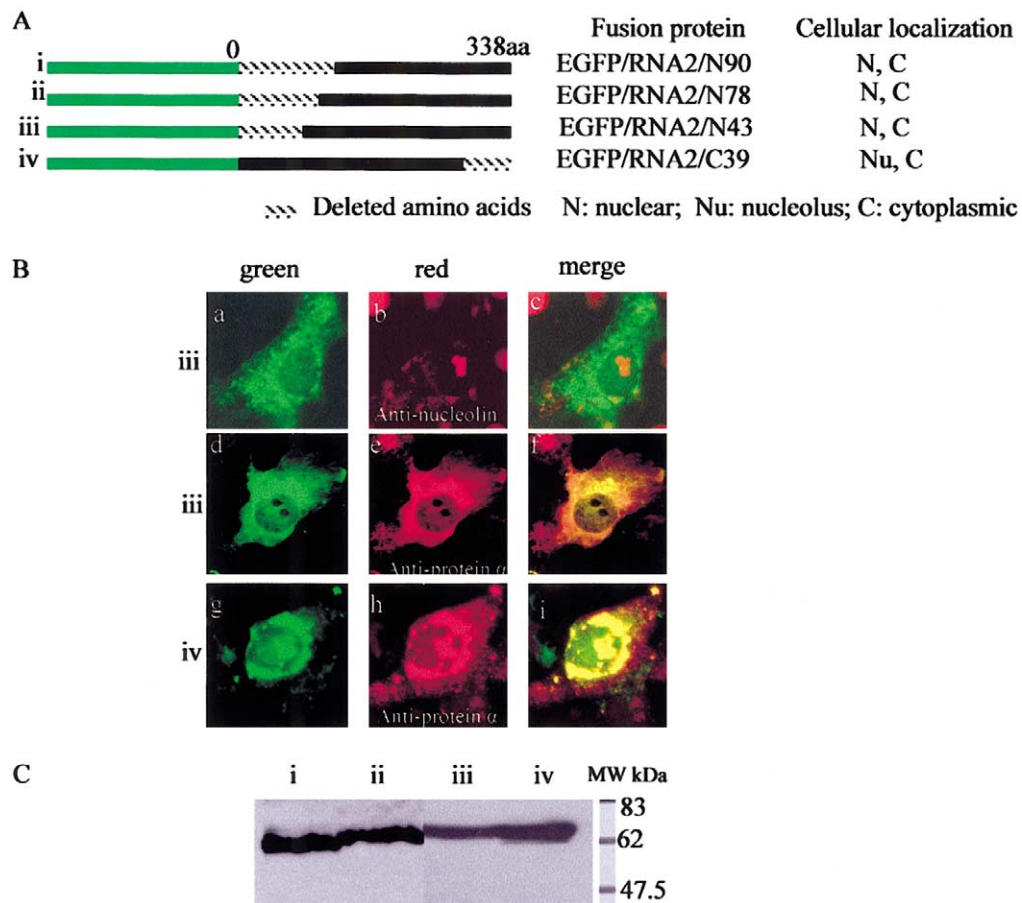 A
Fusion protein Cellular localization
0 338aa
i EGFP/RNA2/N90 N, C
ii EGFP/RNA2/N78 N, C
iii EGFP/RNA2/N43 N, C
iv EGFP/RNA2/C39 Nu, C
Deleted amino acids N: nuclear; Nu: nucleolus; C: cytoplasmic
B green red merge
iii a b c
Anti-nucleolin
iii d e f
Anti-protein α
iv g h i
Anti-protein α
C i ii iii iv MW kDa
83
62
47.5